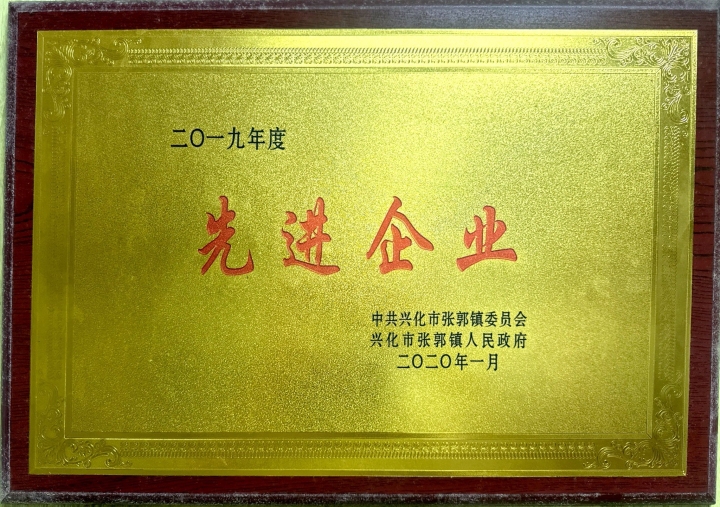 二〇一九年度
先进企业
中共兴化市张郭镇委员会
兴化市张郭镇人民政府
二〇二〇年一月